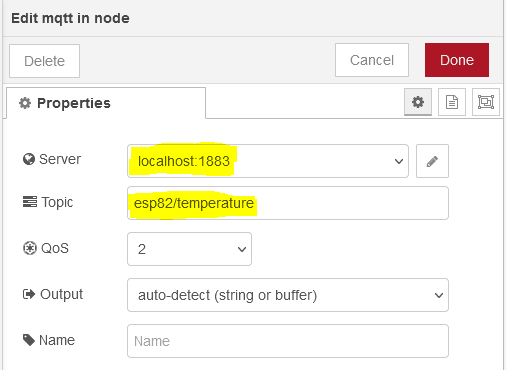 Edit mqtt in node
Delete Cancel Done
Properties
Server localhost:1883
Topic esp82/temperature
QoS 2
Output auto-detect (string or buffer)
Name Name